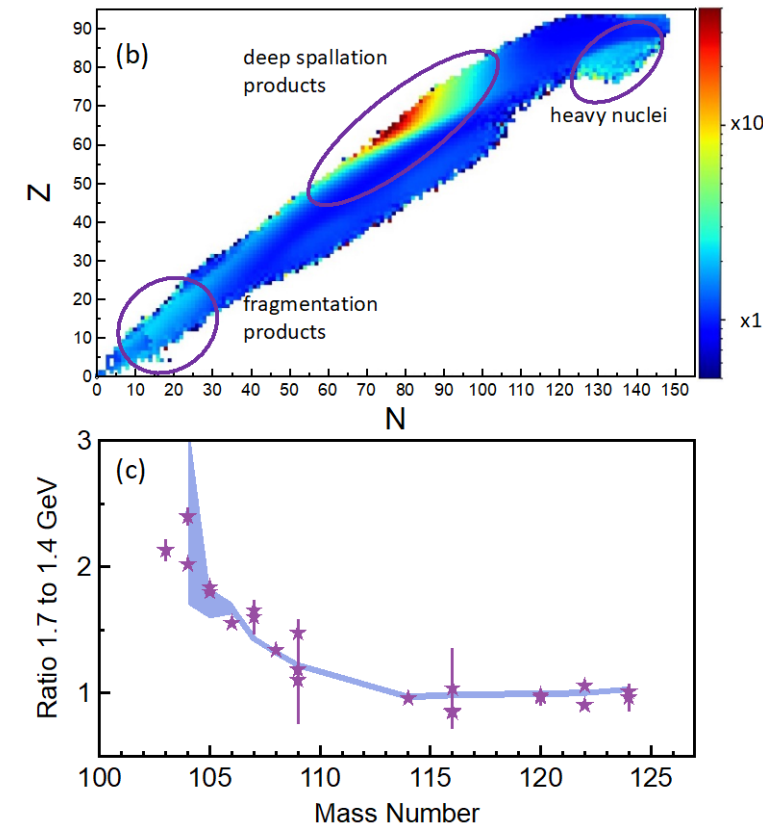 (b)
deep spallation
products
heavy nuclei
fragmentation
products
Z
90
80
70
60
50
40
30
20
10
0
0 10 20 30 40 50 60 70 80 90 100 110 120 130 140 150
N
x10
x1
(c)
Ratio 1.7 to 1.4 GeV
3
2
1
100 105 110 115 120 125
Mass Number